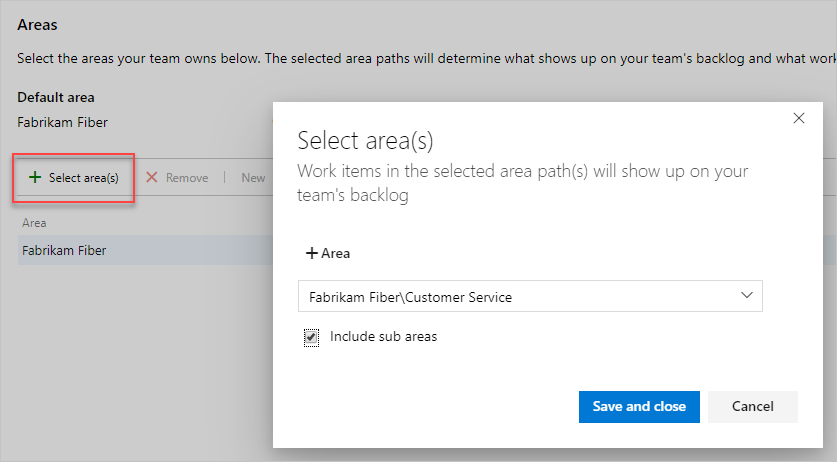 Areas
Select the areas your team owns below. The selected area paths will determine what shows up on your team's backlog and what work
Default area
Fabrikam Fiber
+ Select area(s) Remove New
Area
Fabrikam Fiber
Select area(s)
Work items in the selected area path(s) will show up on your
team's backlog
+ Area
Fabrikam Fiber\Customer Service
Include sub areas
Save and close Cancel